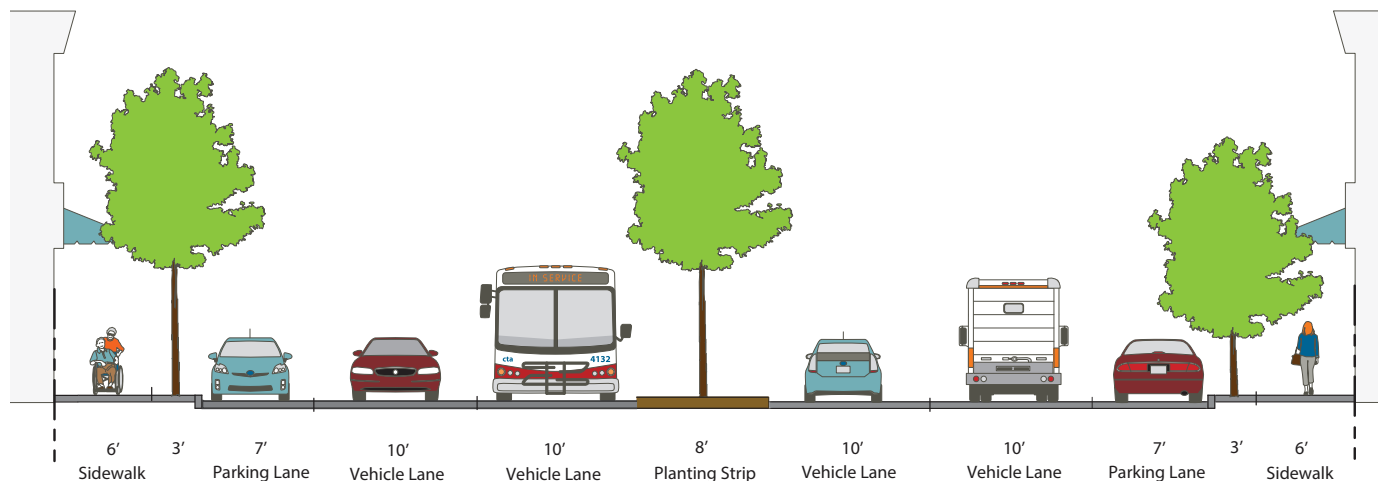 IN SERVICE
cta
4132
6’ 3’ 7’ 10’ 10’ 8’ 10’ 10’ 7’ 3’ 6’
Sidewalk Parking Lane Vehicle Lane Vehicle Lane Planting Strip Vehicle Lane Vehicle Lane Parking Lane Sidewalk